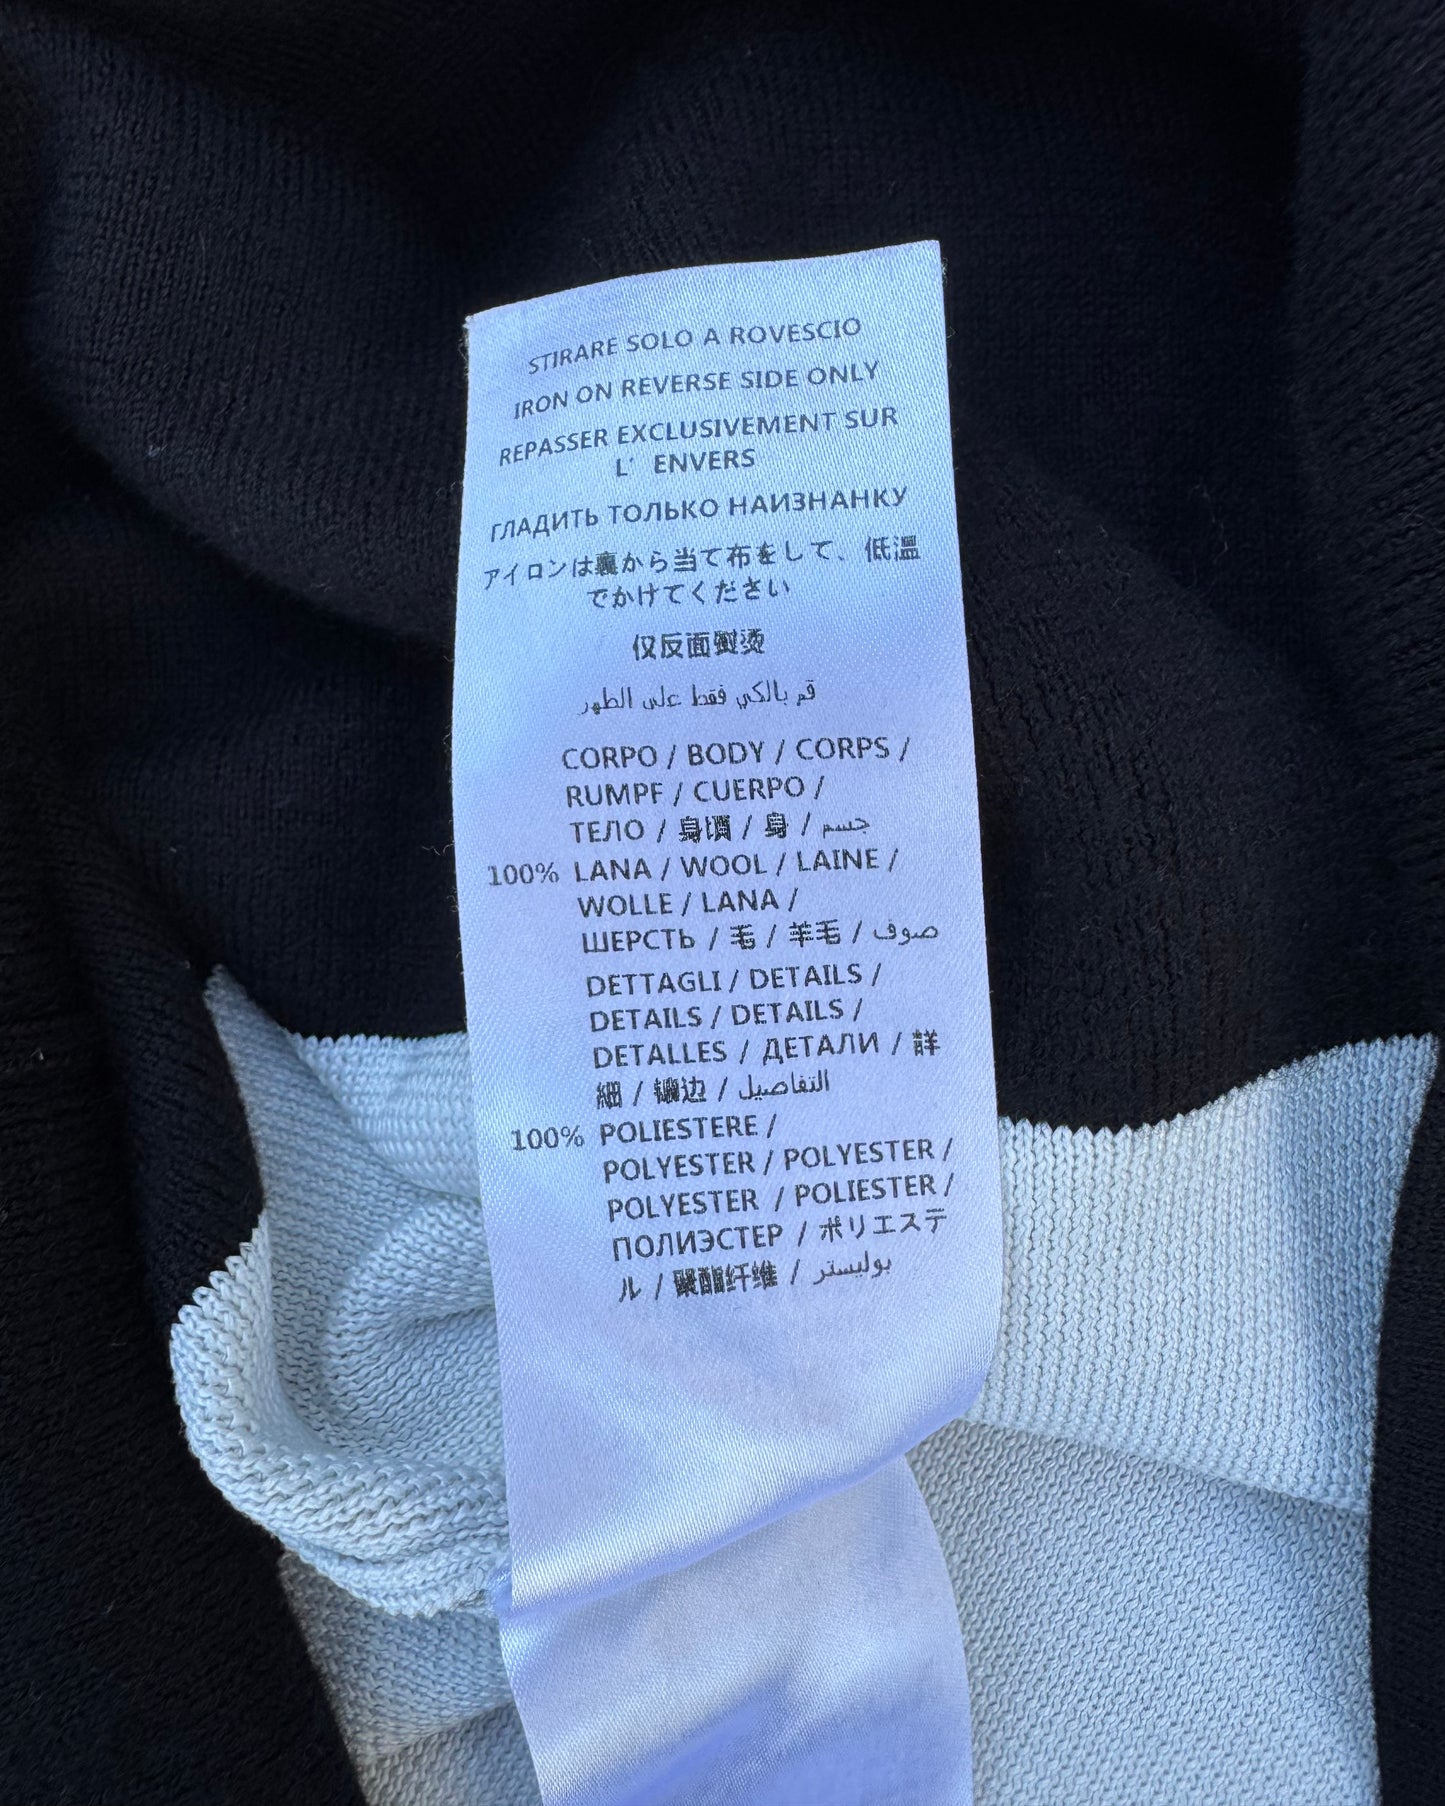 STIRARE SOLO A ROVESCIO
IRON ON REVERSE SIDE ONLY
REPASSER EXCLUSIVEMENT SUR
L' ENVERS
ГЛАДИТЬ ТОЛЬКО НАИЗНАНКУ
アイロンは裏から当て布をして、低温
でかけてください
仅反面熨烫
قم بالكي فقط على الظهر
CORPO / BODY / CORPS /
RUMPF / CUERPO /
ТЕЛО / 身頃 / 身 / جسم
100% LANA / WOOL / LAINE /
WOLLE / LANA /
ШЕРСТЬ / 毛 / 羊毛 / صوف
DETTAGLI / DETAILS /
DETAILS / DETAILS /
DETALLES / ДЕТАЛИ / 詳
細 / 镶边 / التفاصيل
100% POLIESTERE /
POLYESTER / POLYESTER /
POLYESTER / POLIESTER /
ПОЛИЭСТЕР / ポリエステ
ル / 聚酯纤维 / بوليستر